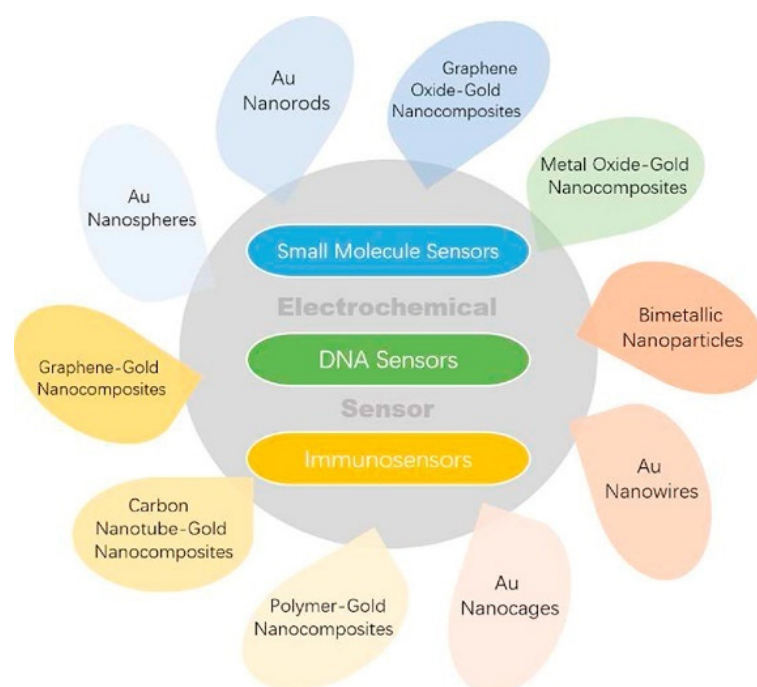 Au
Nanorods
Graphene
Oxide-Gold
Nanocomposites
Metal Oxide-Gold
Nanocomposites
Au
Nanospheres
Small Molecule Sensors
Electrochemical
Bimetallic
Nanoparticles
DNA Sensors
Graphene-Gold
Nanocomposites
Sensor
Immunosensors
Au
Nanowires
Carbon
Nanotube-Gold
Nanocomposites
Au
Nanocages
Polymer-Gold
Nanocomposites